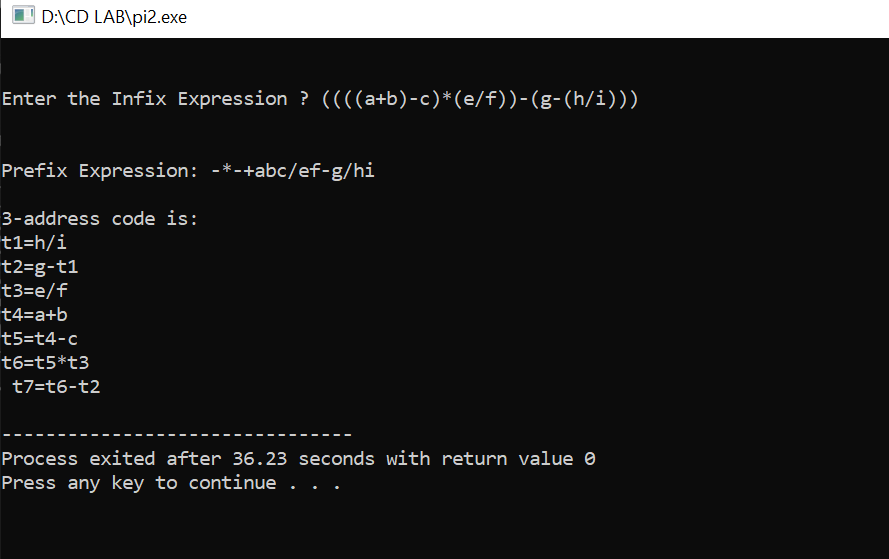 D:\CD LAB\pi2.exe
Enter the Infix Expression ? ((((a+b)-c)*(e/f))-(g-(h/i)))
Prefix Expression: -*-+abc/ef-g/hi
3-address code is:
t1=h/i
t2=g-t1
t3=e/f
t4=a+b
t5=t4-c
t6=t5*t3
 t7=t6-t2
--------------------------------
Process exited after 36.23 seconds with return value 0
Press any key to continue . . .